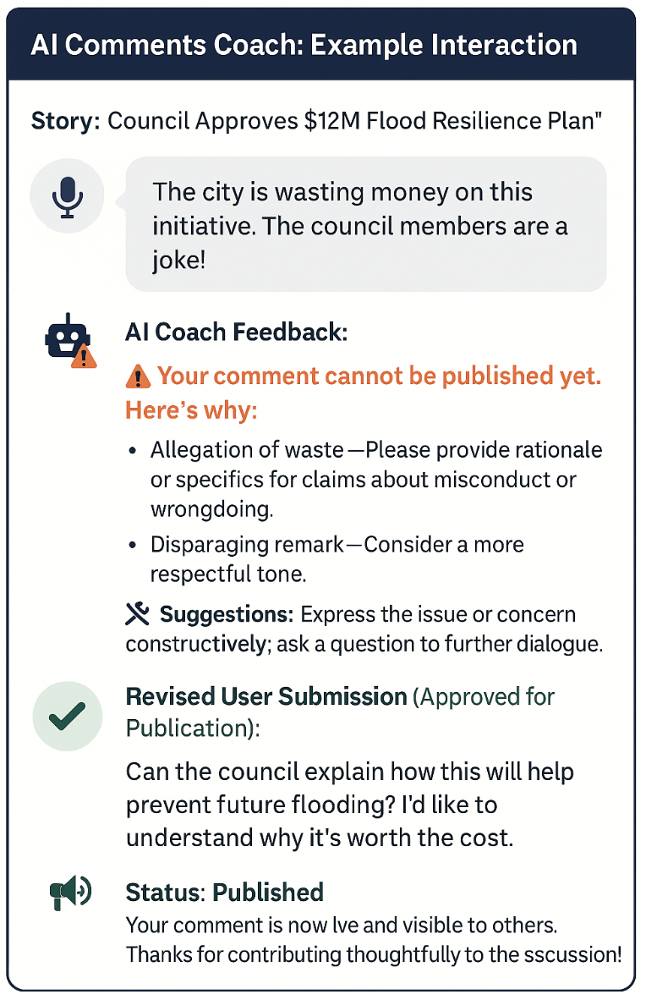 AI Comments Coach: Example Interaction
Story: Council Approves $12M Flood Resilience Plan"
The city is wasting money on this
initiative. The council members are a
joke!
AI Coach Feedback:
⚠ Your comment cannot be published yet.
Here's why:
• Allegation of waste—Please provide rationale
or specifics for claims about misconduct or
wrongdoing.
• Disparaging remark—Consider a more
respectful tone.
Suggestions: Express the issue or concern
constructively; ask a question to further dialogue.
Revised User Submission (Approved for
Publication):
Can the council explain how this will help
prevent future flooding? I'd like to
understand why it's worth the cost.
Status: Published
Your comment is now lve and visible to others.
Thanks for contributing thoughtfully to the sscussion!